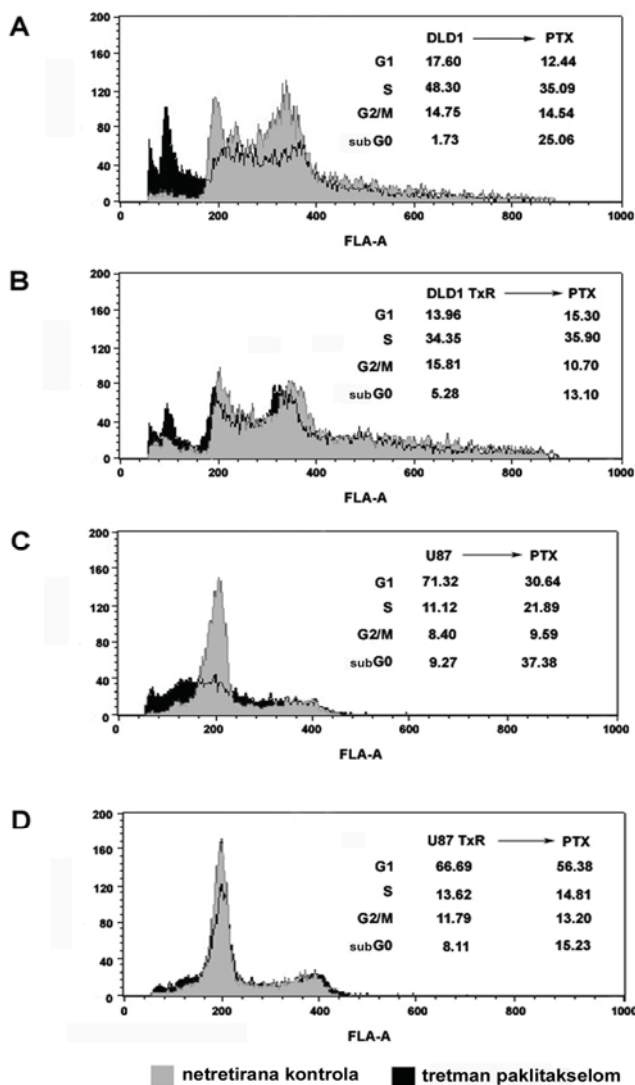 A
DLD1 → PTX
G1 17.60 12.44
S 48.30 35.09
G2/M 14.75 14.54
subG0 1.73 25.06
200
160
120
80
40
0
0 200 400 600 800 1000
FLA-A
B
DLD1 TxR → PTX
G1 13.96 15.30
S 34.35 35.90
G2/M 15.81 10.70
subG0 5.28 13.10
200
160
120
80
40
0
0 200 400 600 800 1000
FLA-A
C
U87 → PTX
G1 71.32 30.64
S 11.12 21.89
G2/M 8.40 9.59
subG0 9.27 37.38
200
160
120
80
40
0
0 200 400 600 800 1000
FLA-A
D
U87 TxR → PTX
G1 66.69 56.38
S 13.62 14.81
G2/M 11.79 13.20
subG0 8.11 15.23
200
160
120
80
40
0
0 200 400 600 800 1000
FLA-A
netretirana kontrola tretman paklitakselom